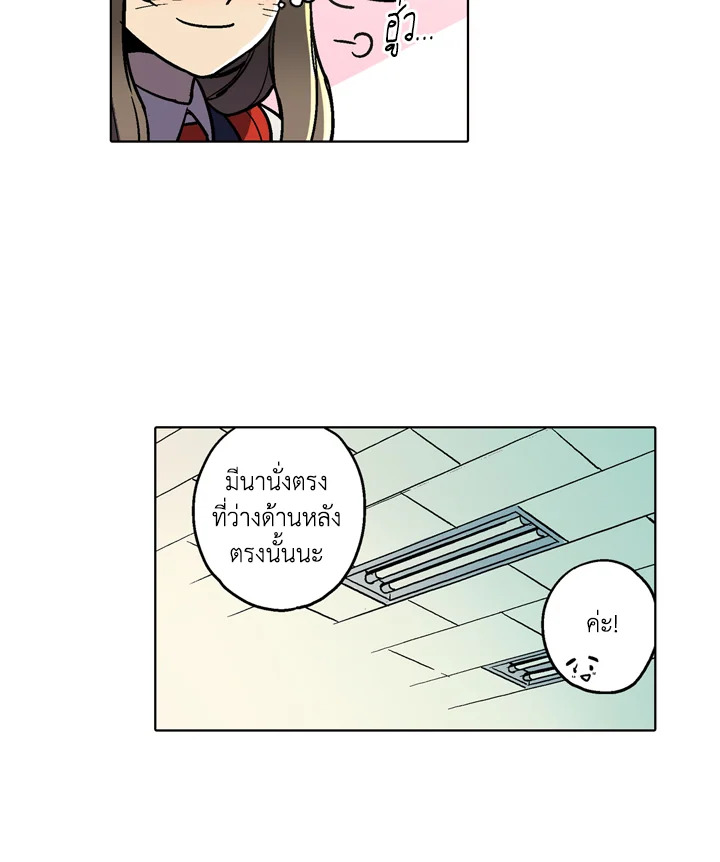 ฮู่ว...
มีนานั่งตรง
ที่ว่างด้านหลัง
ตรงนั้นนะ
ค่ะ!